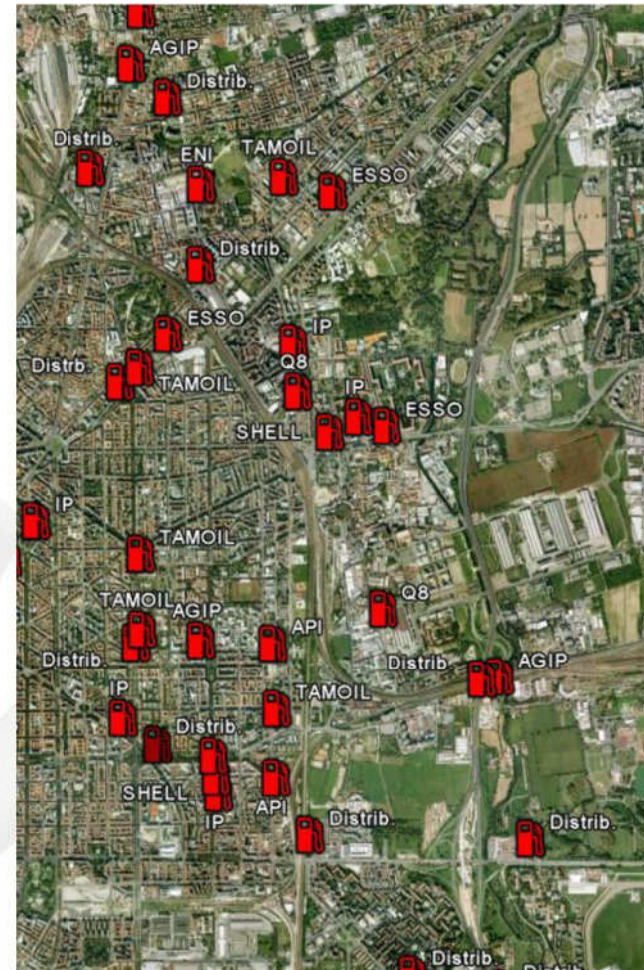 AGIP
Distrib.
Distrib.
ENI
TAMOIL
ESSO
Distrib.
ESSO
IP
Distrb.
TAMOIL
Q8
IP
ESSO
SHELL
IP
TAMOIL
Q8
TAMOIL
AGIP
API
Distrib.
Distrib.
AGIP
IP
TAMOIL
Distrib.
SHELL
API
IP
Distrib.
Distrib.
Distrib.
Distrib.